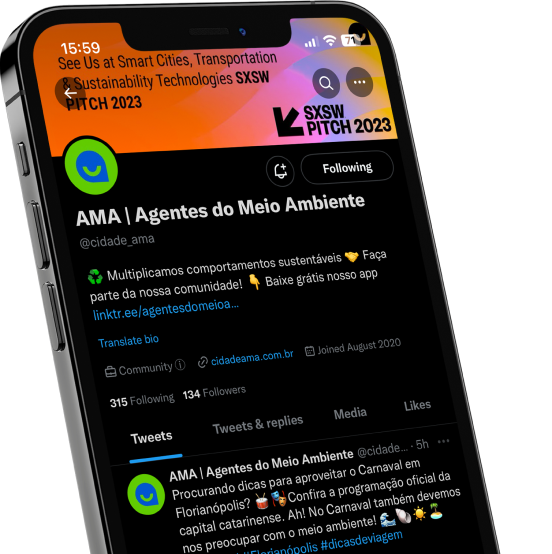 15:59
71
See Us at Smart Cities, Transportation
& Sustainability Technologies SXSW
PITCH 2023
SXSW
PITCH 2023
Following
AMA | Agentes do Meio Ambiente
@cidade_ama
♻️ Multiplicamos comportamentos sustentáveis 🤝 Faça
parte da nossa comunidade! 👇 Baixe grátis nosso app
linktr.ee/agentesdomeioa...
Translate bio
Community
cidadeama.com.br
Joined August 2020
315 Following 134 Followers
Tweets
Tweets & replies
Media
Likes
AMA | Agentes do Meio Ambiente @cidade... · 5h
Procurando dicas para aproveitar o Carnaval em
Florianópolis? 🥁🎭 Confira a programação oficial da
capital catarinense. Ah! No Carnaval também devemos
nos preocupar com o meio ambiente! 🌊🐚☀️🏝️
#Florianópolis #dicasdeviagem